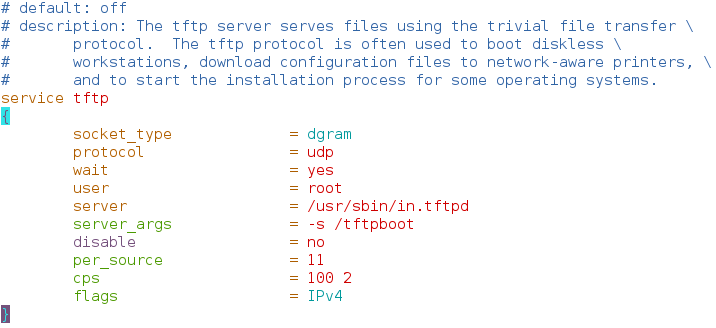 # default: off
# description: The tftp server serves files using the trivial file transfer \
#       protocol.  The tftp protocol is often used to boot diskless \
#       workstations, download configuration files to network-aware printers, \
#       and to start the installation process for some operating systems.
service tftp
{
        socket_type             = dgram
        protocol                = udp
        wait                    = yes
        user                    = root
        server                  = /usr/sbin/in.tftpd
        server_args             = -s /tftpboot
        disable                 = no
        per_source              = 11
        cps                     = 100 2
        flags                   = IPv4
}